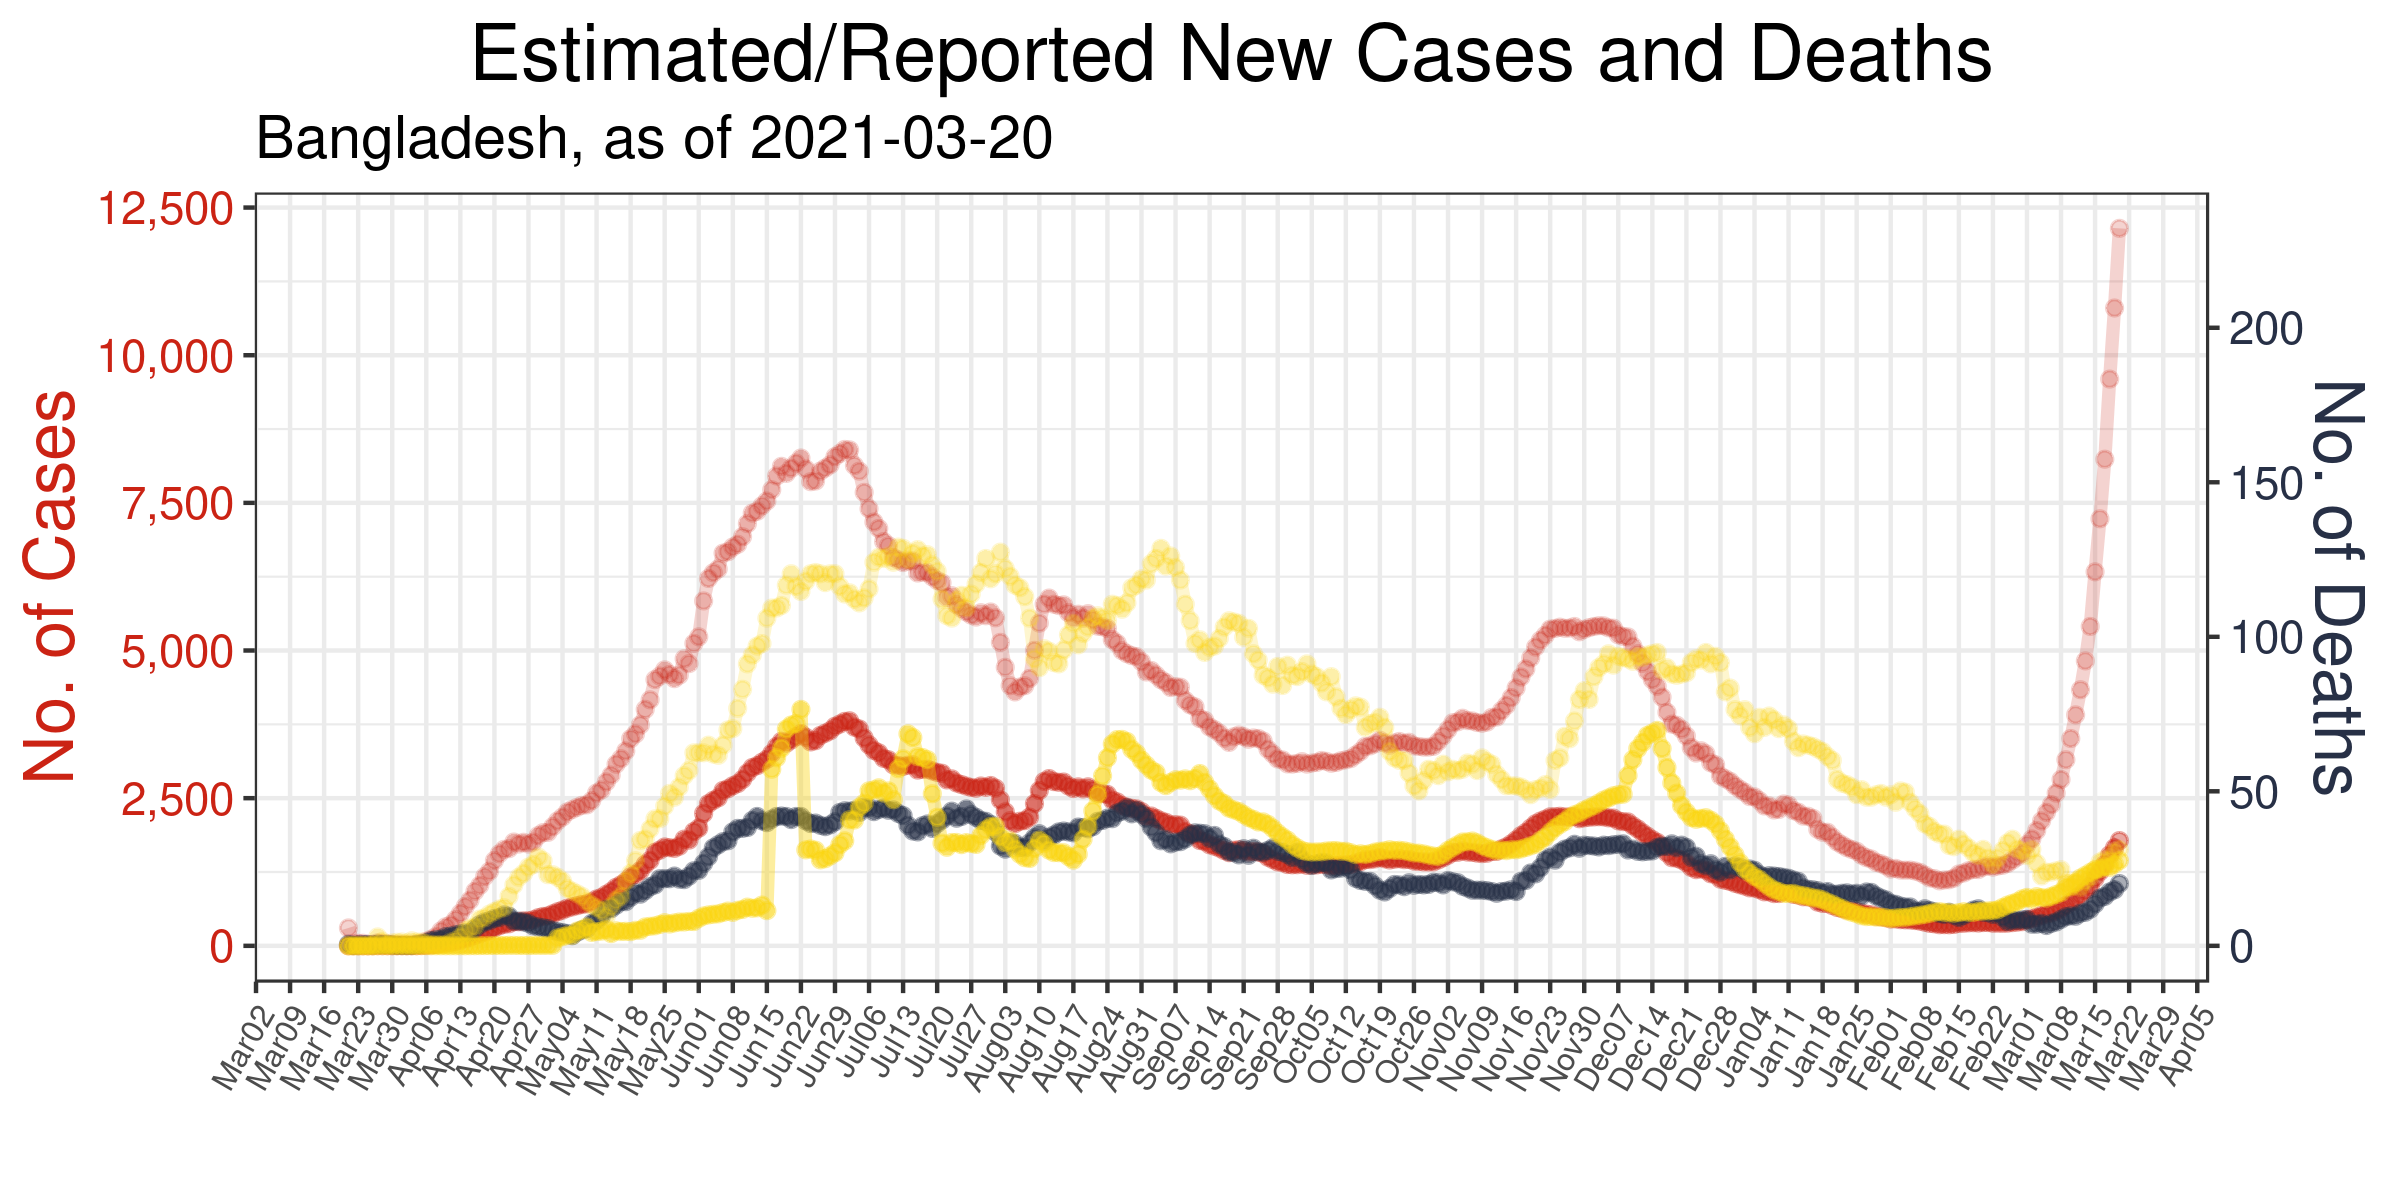 Estimated/Reported New Cases and Deaths
Bangladesh, as of 2021-03-20
No. of Cases
12,500
10,000
7,500
5,000
2,500
0
No. of Deaths
200
150
100
50
0
Mar02
Mar09
Mar16
Mar23
Mar30
Apr06
Apr13
Apr20
Apr27
May04
May11
May18
May25
Jun01
Jun08
Jun15
Jun22
Jun29
Jul06
Jul13
Jul20
Jul27
Aug03
Aug10
Aug17
Aug24
Aug31
Sep07
Sep14
Sep21
Sep28
Oct05
Oct12
Oct19
Oct26
Nov02
Nov09
Nov16
Nov23
Nov30
Dec07
Dec14
Dec21
Dec28
Jan04
Jan11
Jan18
Jan25
Feb01
Feb08
Feb15
Feb22
Mar01
Mar08
Mar15
Mar22
Mar29
Apr05